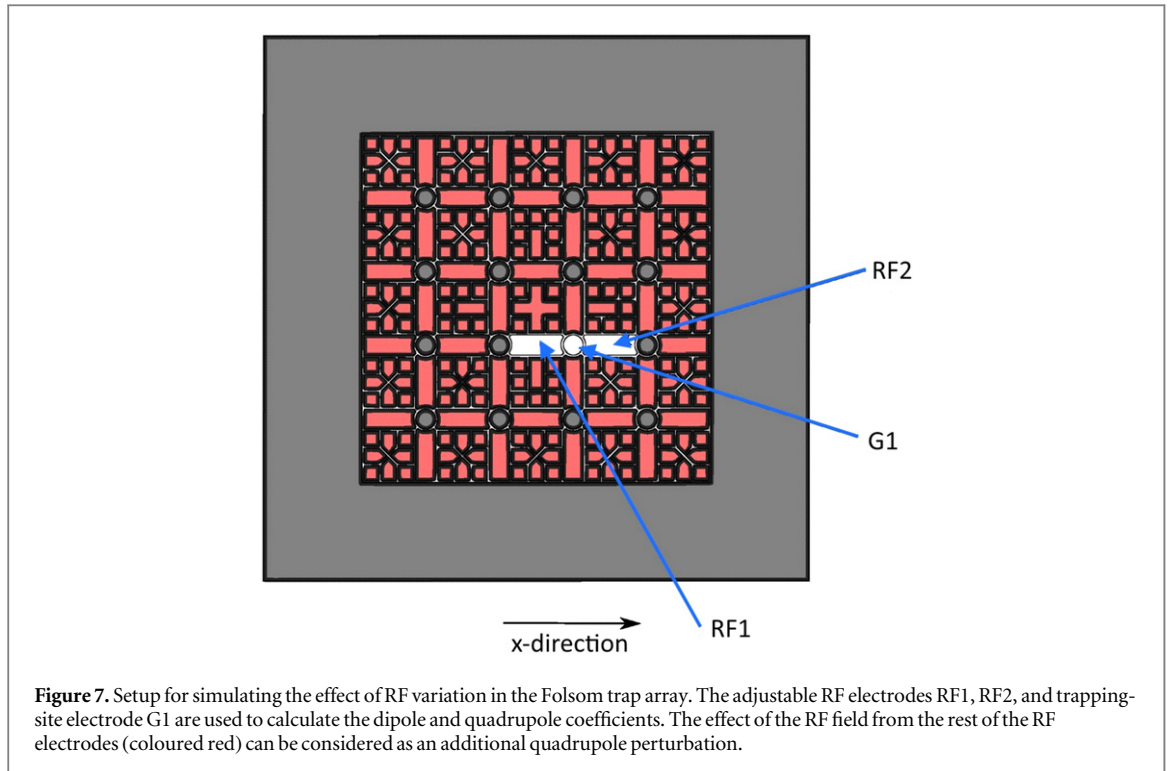 RF2
G1
RF1
x-direction
Figure 7. Setup for simulating the effect of RF variation in the Folsom trap array. The adjustable RF electrodes RF1, RF2, and trapping-
site electrode G1 are used to calculate the dipole and quadrupole coefficients. The effect of the RF field from the rest of the RF
electrodes (coloured red) can be considered as an additional quadrupole perturbation.